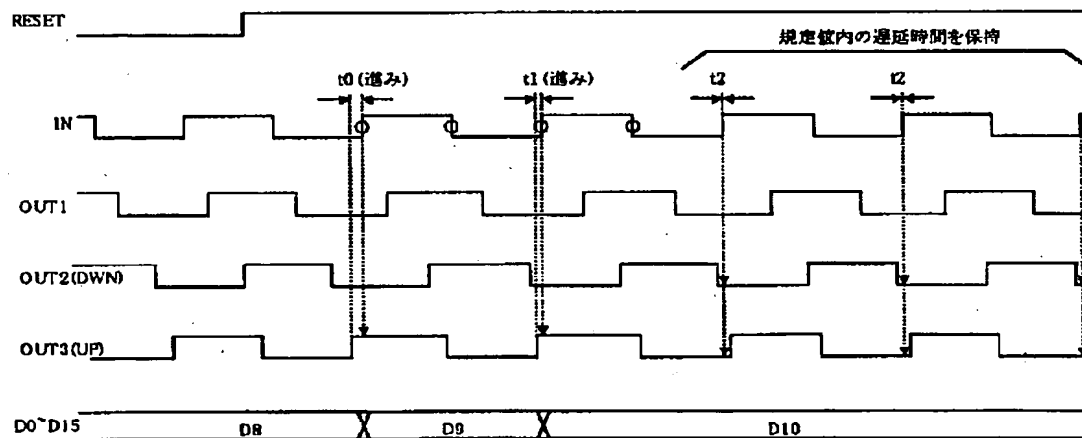 RESET
規定値内の遅延時間を保持
t0 (進み)
t1 (進み)
t2
t2
IN
OUT1
OUT2(DWN)
OUT3(UP)
D0~D15
D8
D9
D10